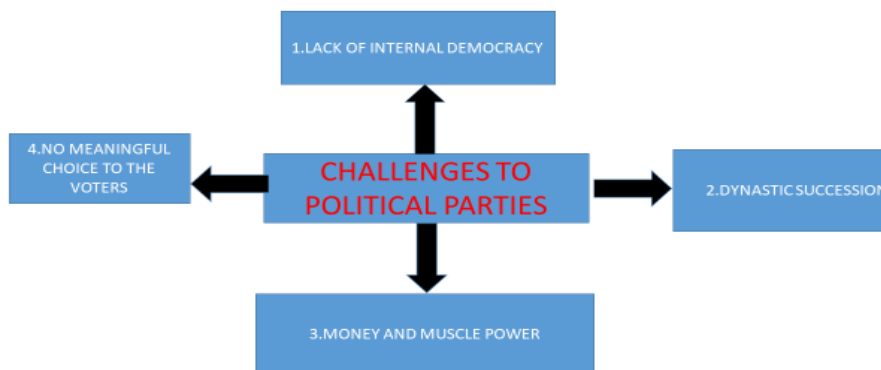 1.LACK OF INTERNAL DEMOCRACY
4.NO MEANINGFUL
CHOICE TO THE
VOTERS
CHALLENGES TO
POLITICAL PARTIES
2.DYNASTIC SUCCESSION
3.MONEY AND MUSCLE POWER